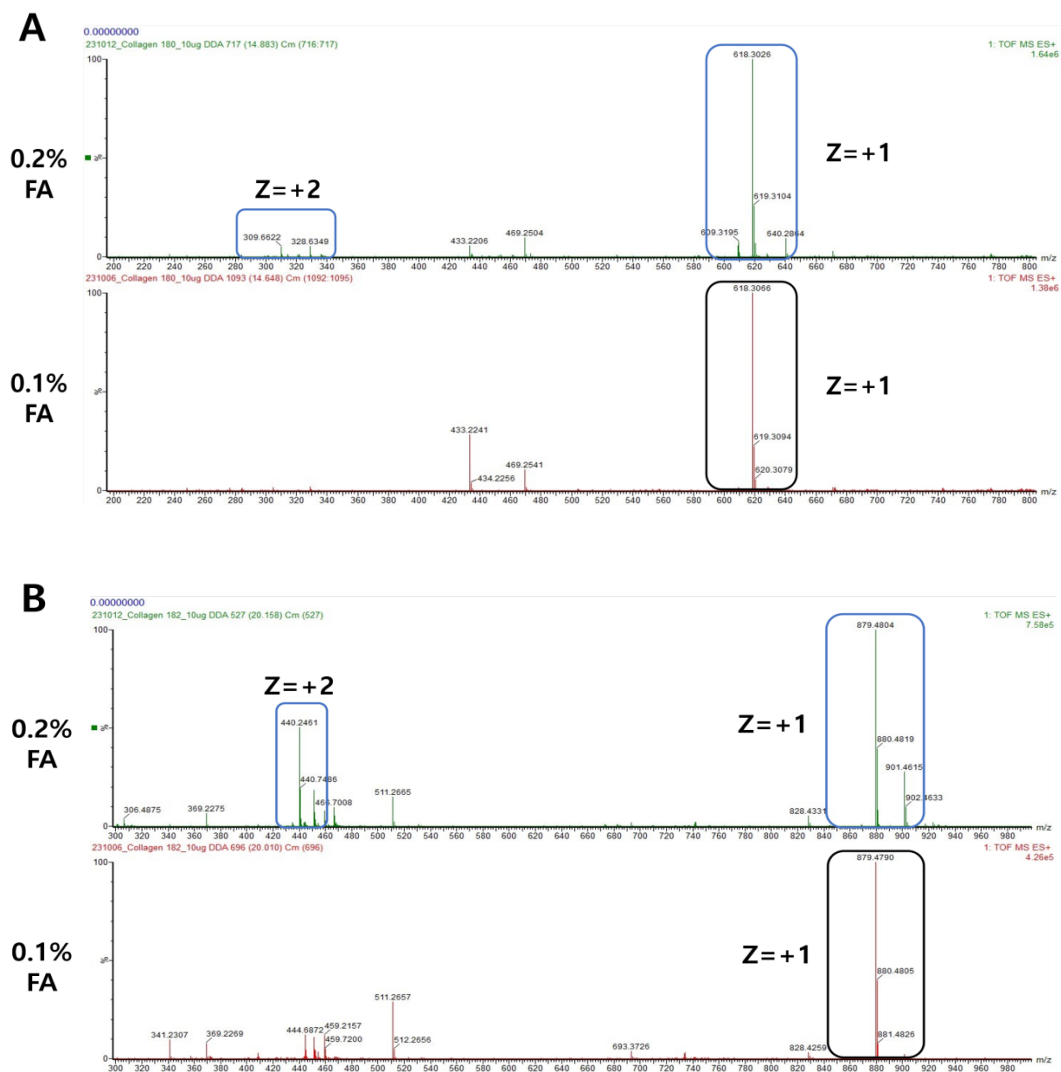 A
0.00000000
231012_Collagen 180_10ug DDA 717 (14.883) Cm (716:717)
1: TOF MS ES+
1.64e6
100
%
0
0.2%
FA
Z=+2
Z=+1
618.3026
619.3104
609.3195
640.2864
309.6622
328.6349
433.2206
469.2504
200 220 240 260 280 300 320 340 360 380 400 420 440 460 480 500 520 540 560 580 600 620 640 660 680 700 720 740 760 780 800 m/z
231006_Collagen 180_10ug DDA 1093 (14.648) Cm (1092:1095)
1: TOF MS ES+
1.38e6
100
%
0
0.1%
FA
Z=+1
618.3066
619.3094
620.3079
433.2241
434.2256
469.2541
200 220 240 260 280 300 320 340 360 380 400 420 440 460 480 500 520 540 560 580 600 620 640 660 680 700 720 740 760 780 800 m/z
B
0.00000000
231012_Collagen 182_10ug DDA 527 (20.158) Cm (527)
1: TOF MS ES+
7.58e5
100
%
0
0.2%
FA
Z=+2
Z=+1
879.4804
880.4819
901.4615
902.4633
440.2461
440.7486
466.7008
511.2665
306.4875
369.2275
828.4331
300 320 340 360 380 400 420 440 460 480 500 520 540 560 580 600 620 640 660 680 700 720 740 760 780 800 820 840 860 880 900 920 940 960 980 m/z
231006_Collagen 182_10ug DDA 696 (20.010) Cm (696)
1: TOF MS ES+
4.26e5
100
%
0
0.1%
FA
Z=+1
879.4790
880.4805
881.4826
511.2657
512.2656
341.2307
369.2269
444.6872
459.2157
459.7200
693.3726
828.4259
300 320 340 360 380 400 420 440 460 480 500 520 540 560 580 600 620 640 660 680 700 720 740 760 780 800 820 840 860 880 900 920 940 960 980 m/z